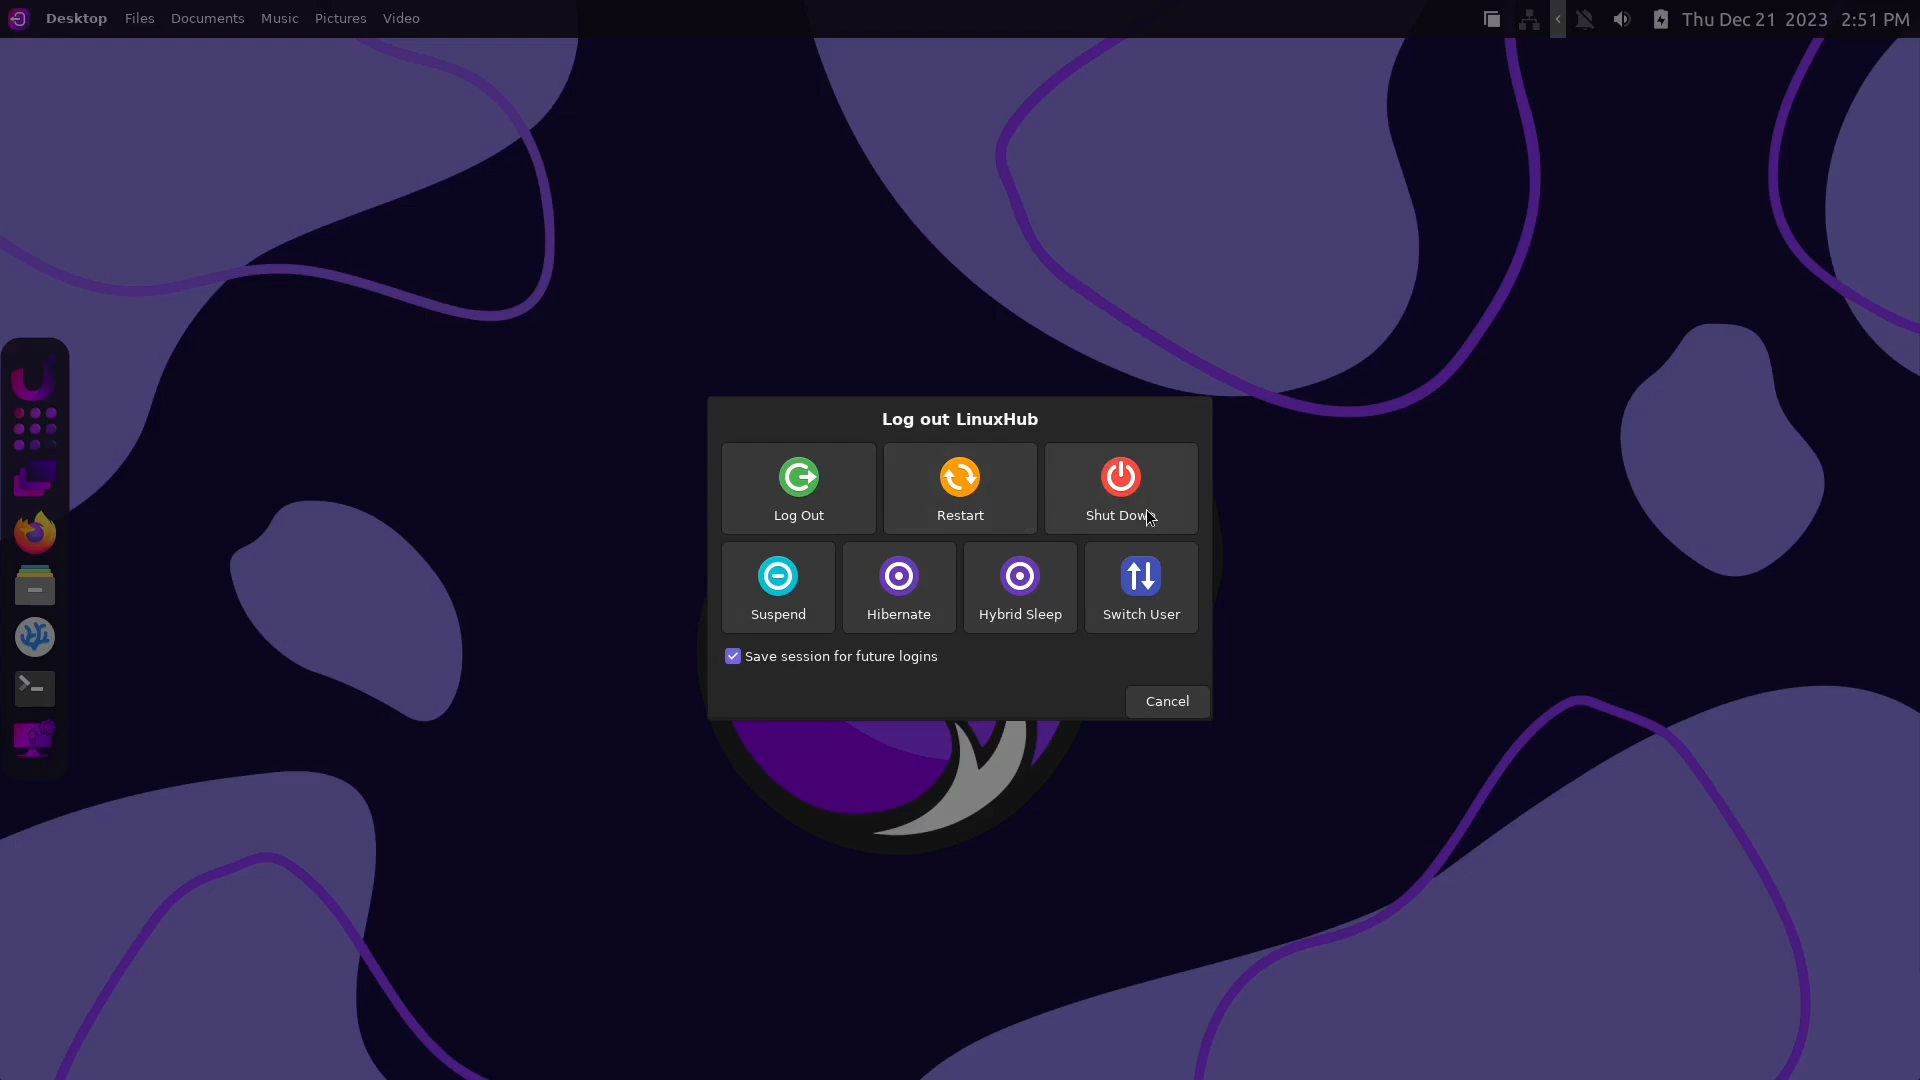 Desktop Files Documents Music Pictures Video
Thu Dec 21 2023 2:51 PM
Log out LinuxHub
Log Out Restart Shut Down
Suspend Hibernate Hybrid Sleep Switch User
Save session for future logins
Cancel